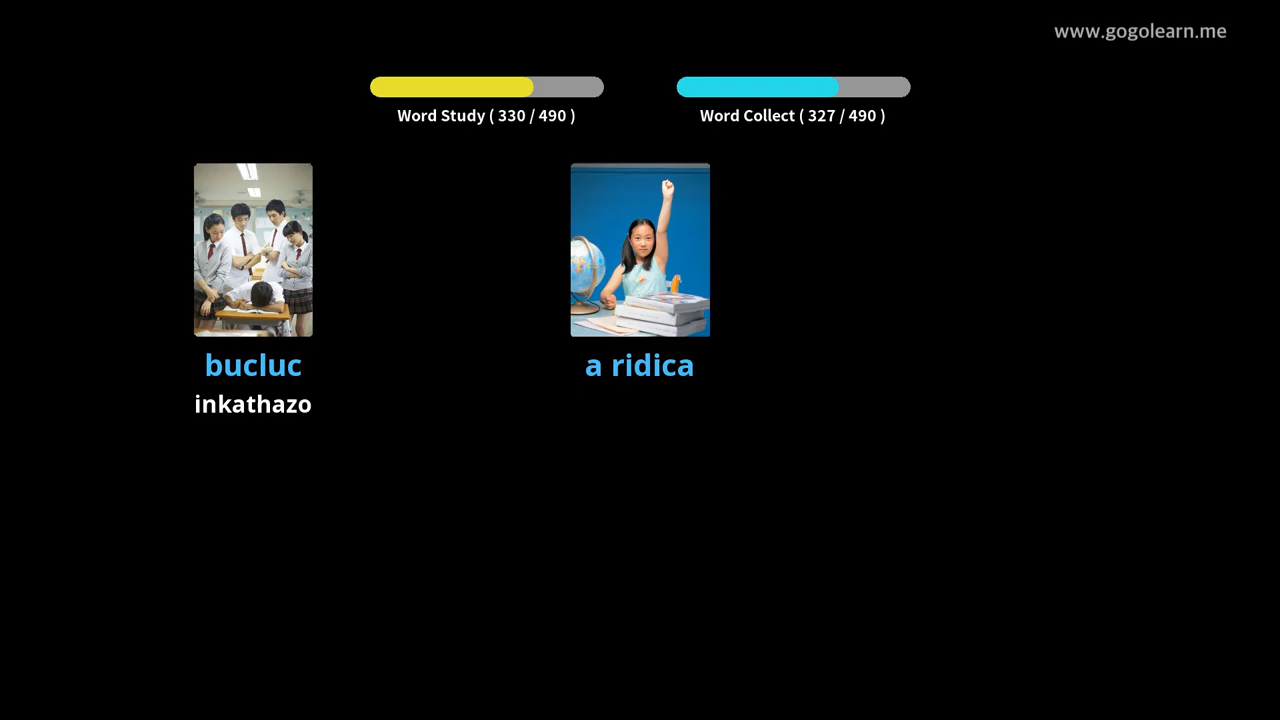 www.gogolearn.me
Word Study ( 330 / 490 )
Word Collect ( 327 / 490 )
bucluc
a ridica
inkathazo